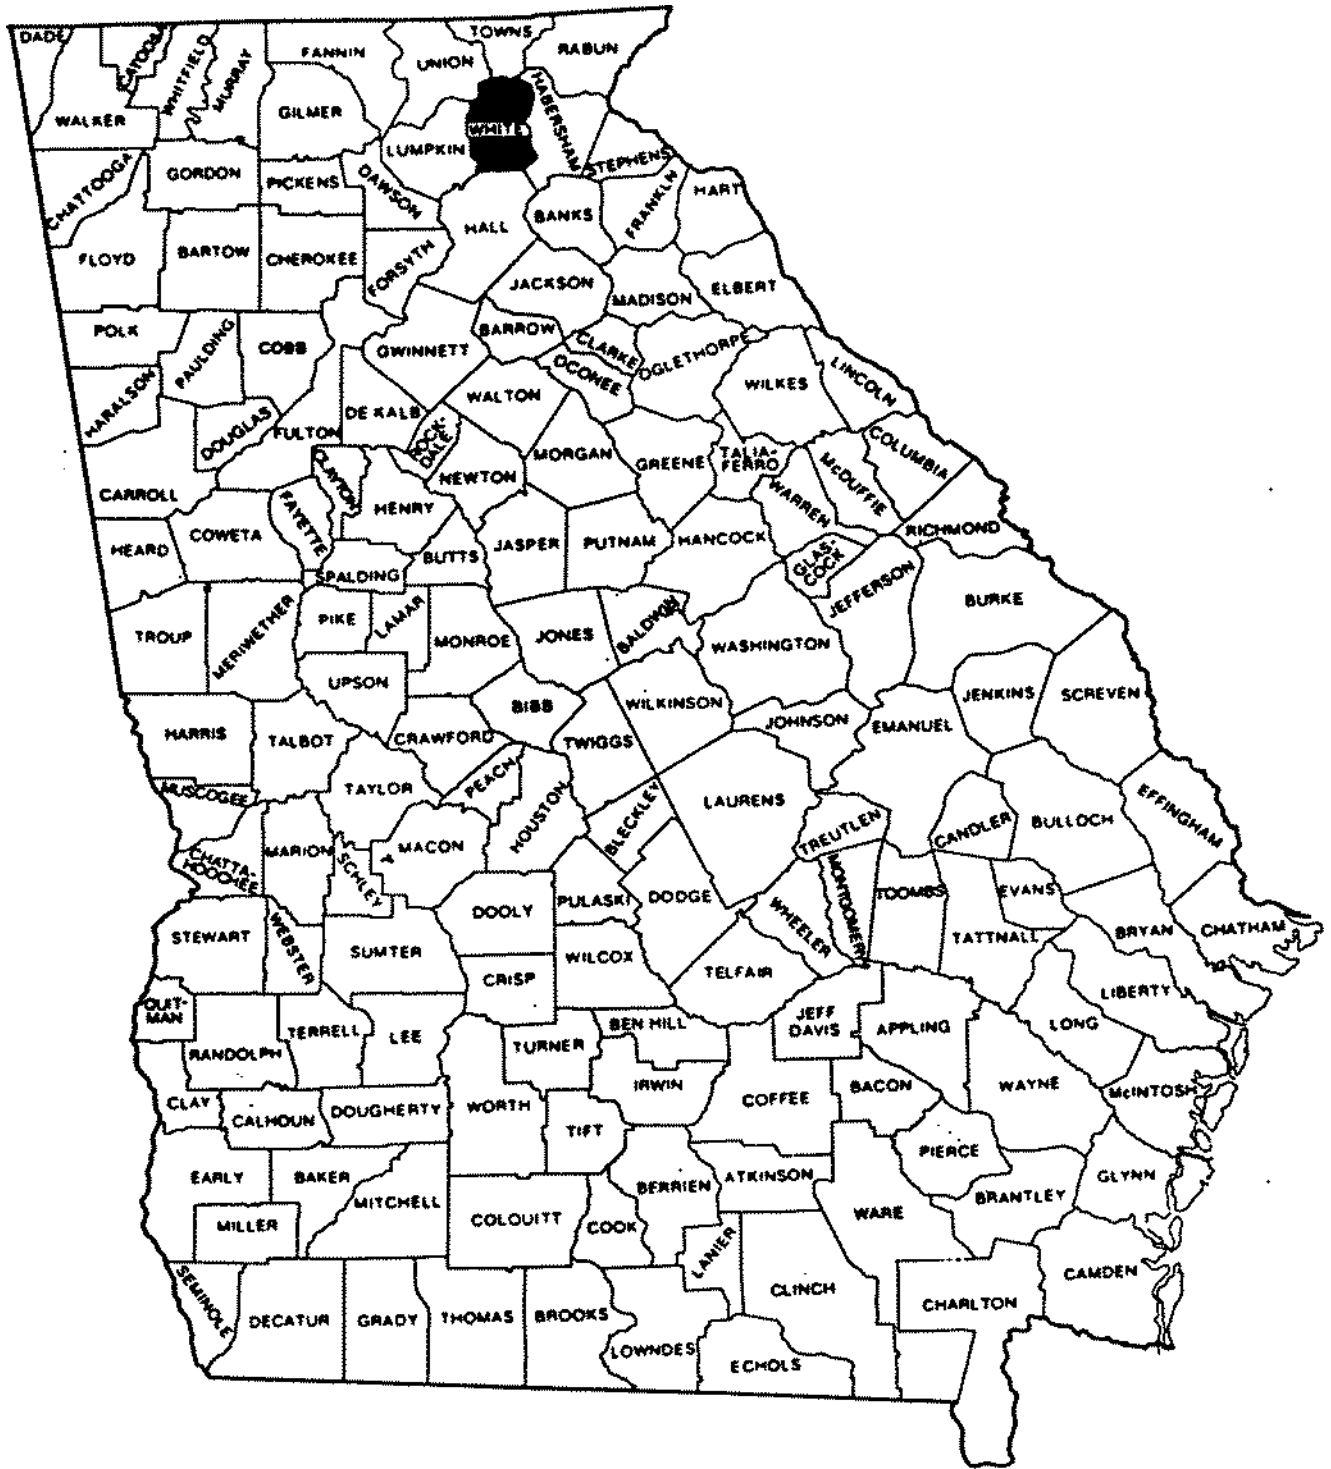 DADE
CATOOSA
WHITFIELD
MURRAY
FANNIN
UNION
TOWNS
RABUN
WALKER
GILMER
LUMPKIN
WHITE
HABERSHAM
STEPHENS
CHATTOOGA
GORDON
PICKENS
DAWSON
HALL
BANKS
FRANKLN
HART
FLOYD
BARTOW
CHEROKEE
FORSYTH
JACKSON
MADISON
ELBERT
POLK
PAULDING
COBB
GWINNETT
BARROW
CLARKE
OCONEE
OGLETHORPE
WILKES
LINCOLN
HARALSON
DOUGLAS
FULTON
DE KALB
ROCK-
DALE
WALTON
NEWTON
MORGAN
GREENE
TALIA-
FERRO
McDUFFIE
COLUMBIA
CARROLL
CLAYTON
HENRY
WARREN
RICHMOND
HEARD
COWETA
FAYETTE
SPALDING
BUTTS
JASPER
PUTNAM
HANCOCK
GLAS-
COCK
JEFFERSON
BURKE
TROUP
MERIWETHER
PIKE
LAMAR
MONROE
JONES
BALDWIN
WASHINGTON
UPSON
BIBB
WILKINSON
JENKINS
SCREVEN
HARRIS
TALBOT
CRAWFORD
TWIGGS
JOHNSON
EMANUEL
MUSCOGEE
TAYLOR
PEACH
HOUSTON
BLECKLEY
LAURENS
TREUTLEN
CANDLER
BULLOCH
EFFINGHAM
CHATTA-
HOOCHEE
MARION
SCHLEY
MACON
DOOLY
PULASKI
DODGE
WHEELER
MONTGOMERY
TOOMBS
EVANS
TATTNALL
BRYAN
CHATHAM
STEWART
WEBSTER
SUMTER
CRISP
WILCOX
TELFAIR
LIBERTY
QUIT-
MAN
RANDOLPH
TERRELL
LEE
TURNER
BEN HILL
JEFF
DAVIS
APPLING
LONG
CLAY
CALHOUN
DOUGHERTY
WORTH
TIFT
IRWIN
COFFEE
BACON
WAYNE
McINTOSH
EARLY
BAKER
MITCHELL
MILLER
COLQUITT
COOK
BERRIEN
ATKINSON
WARE
PIERCE
BRANTLEY
GLYNN
SEMINOLE
DECATUR
GRADY
THOMAS
BROOKS
LOWNDES
LANIER
ECHOLS
CLINCH
CHARLTON
CAMDEN